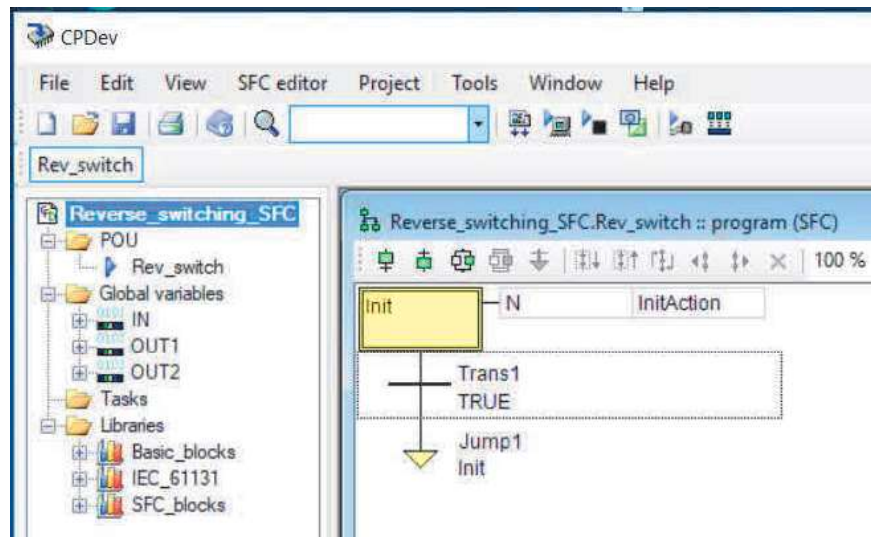 CPDev
File Edit View SFC editor Project Tools Window Help
Rev_switch
Reverse_switching_SFC
POU
Rev_switch
Global variables
IN
OUT1
OUT2
Tasks
Libraries
Basic_blocks
IEC_61131
SFC_blocks
Reverse_switching_SFC.Rev_switch :: program (SFC)
100 %
Init N InitAction
Trans1
TRUE
Jump1
Init